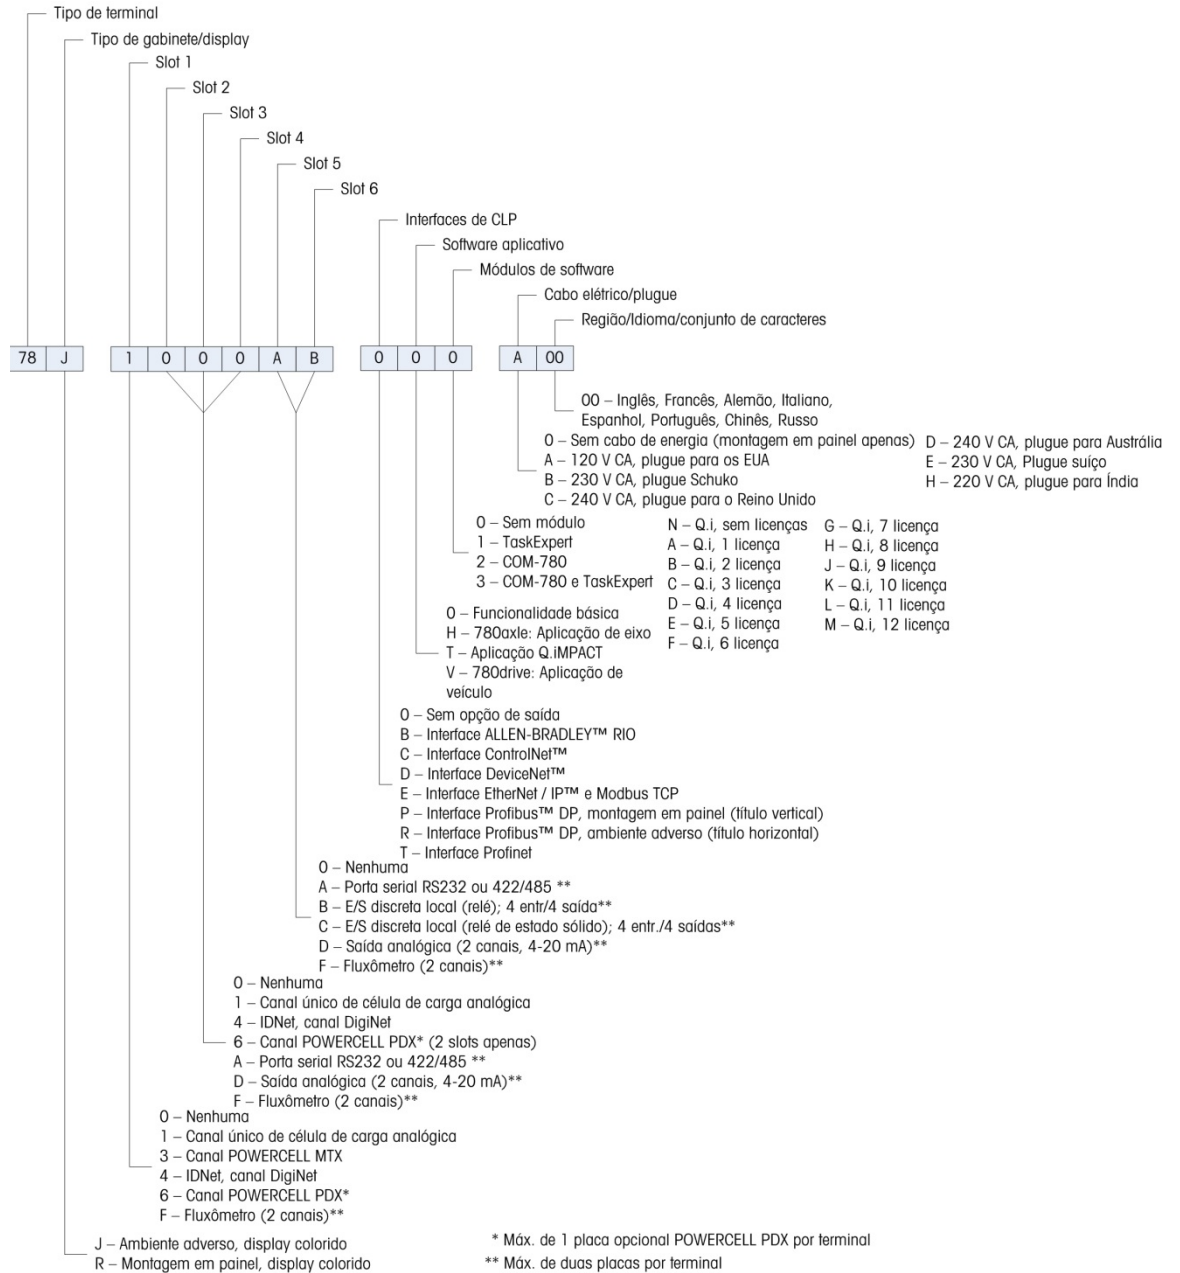 Tipo de terminal
Tipo de gabinete/display
Slot 1
Slot 2
Slot 3
Slot 4
Slot 5
Slot 6
Interfaces de CLP
Software aplicativo
Módulos de software
Cabo elétrico/plugue
Região/Idioma/conjunto de caracteres
78 J 1 0 0 0 A B 0 0 0 A 00
00 – Inglês, Francês, Alemão, Italiano,
Espanhol, Português, Chinês, Russo
0 – Sem cabo de energia (montagem em painel apenas)
A – 120 V CA, plugue para os EUA
B – 230 V CA, plugue Schuko
C – 240 V CA, plugue para o Reino Unido
D – 240 V CA, plugue para Austrália
E – 230 V CA, Plugue suíço
H – 220 V CA, plugue para Índia
0 – Sem módulo
1 – TaskExpert
2 – COM-780
3 – COM-780 e TaskExpert
N – Q.i, sem licenças
A – Q.i, 1 licença
B – Q.i, 2 licença
C – Q.i, 3 licença
D – Q.i, 4 licença
E – Q.i, 5 licença
F – Q.i, 6 licença
G – Q.i, 7 licença
H – Q.i, 8 licença
J – Q.i, 9 licença
K – Q.i, 10 licença
L – Q.i, 11 licença
M – Q.i, 12 licença
0 – Funcionalidade básica
H – 780axle: Aplicação de eixo
T – Aplicação Q.iMPACT
V – 780drive: Aplicação de
veículo
0 – Sem opção de saída
B – Interface ALLEN-BRADLEY™ RIO
C – Interface ControlNet™
D – Interface DeviceNet™
E – Interface EtherNet / IP™ e Modbus TCP
P – Interface Profibus™ DP, montagem em painel (título vertical)
R – Interface Profibus™ DP, ambiente adverso (título horizontal)
T – Interface Profinet
0 – Nenhuma
A – Porta serial RS232 ou 422/485 **
B – E/S discreta local (relé); 4 entr/4 saída**
C – E/S discreta local (relé de estado sólido); 4 entr./4 saídas**
D – Saída analógica (2 canais, 4-20 mA)**
F – Fluxômetro (2 canais)**
0 – Nenhuma
1 – Canal único de célula de carga analógica
4 – IDNet, canal DigiNet
6 – Canal POWERCELL PDX* (2 slots apenas)
A – Porta serial RS232 ou 422/485 **
D – Saída analógica (2 canais, 4-20 mA)**
F – Fluxômetro (2 canais)**
0 – Nenhuma
1 – Canal único de célula de carga analógica
3 – Canal POWERCELL MTX
4 – IDNet, canal DigiNet
6 – Canal POWERCELL PDX*
F – Fluxômetro (2 canais)**
J – Ambiente adverso, display colorido
R – Montagem em painel, display colorido
* Máx. de 1 placa opcional POWERCELL PDX por terminal
** Máx. de duas placas por terminal